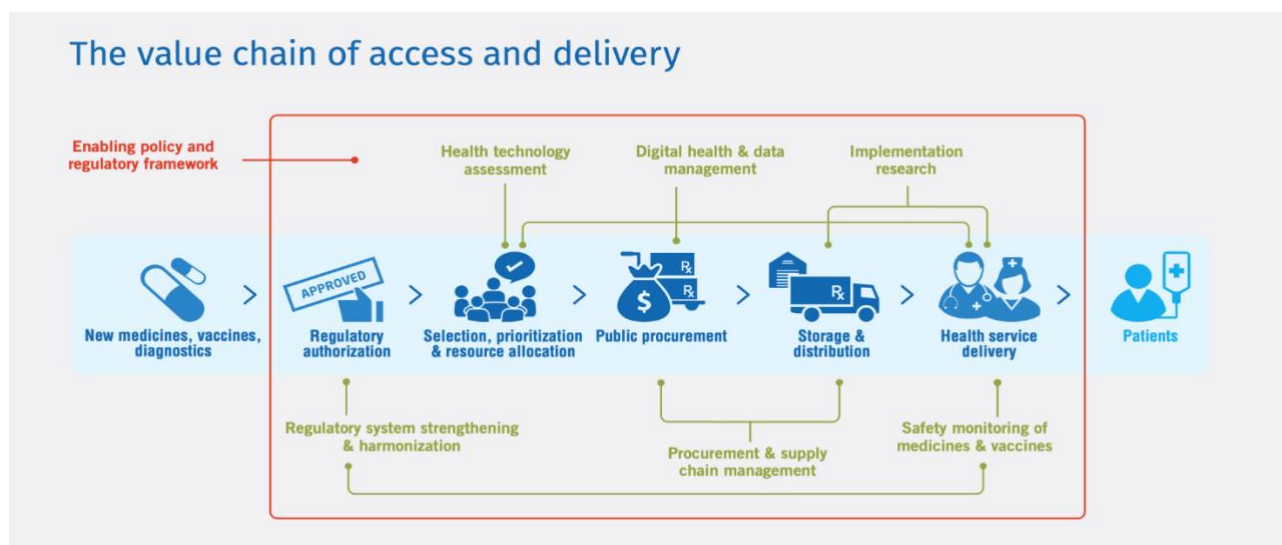 The value chain of access and delivery
Enabling policy and
regulatory framework
Health technology
assessment
Digital health & data
management
Implementation
research
APPROVED
Rx
Rx
$
Rx
New medicines, vaccines,
diagnostics
Regulatory
authorization
Selection, prioritization
& resource allocation
Public procurement
Storage &
distribution
Health service
delivery
Patients
Regulatory system strengthening
& harmonization
Procurement & supply
chain management
Safety monitoring of
medicines & vaccines